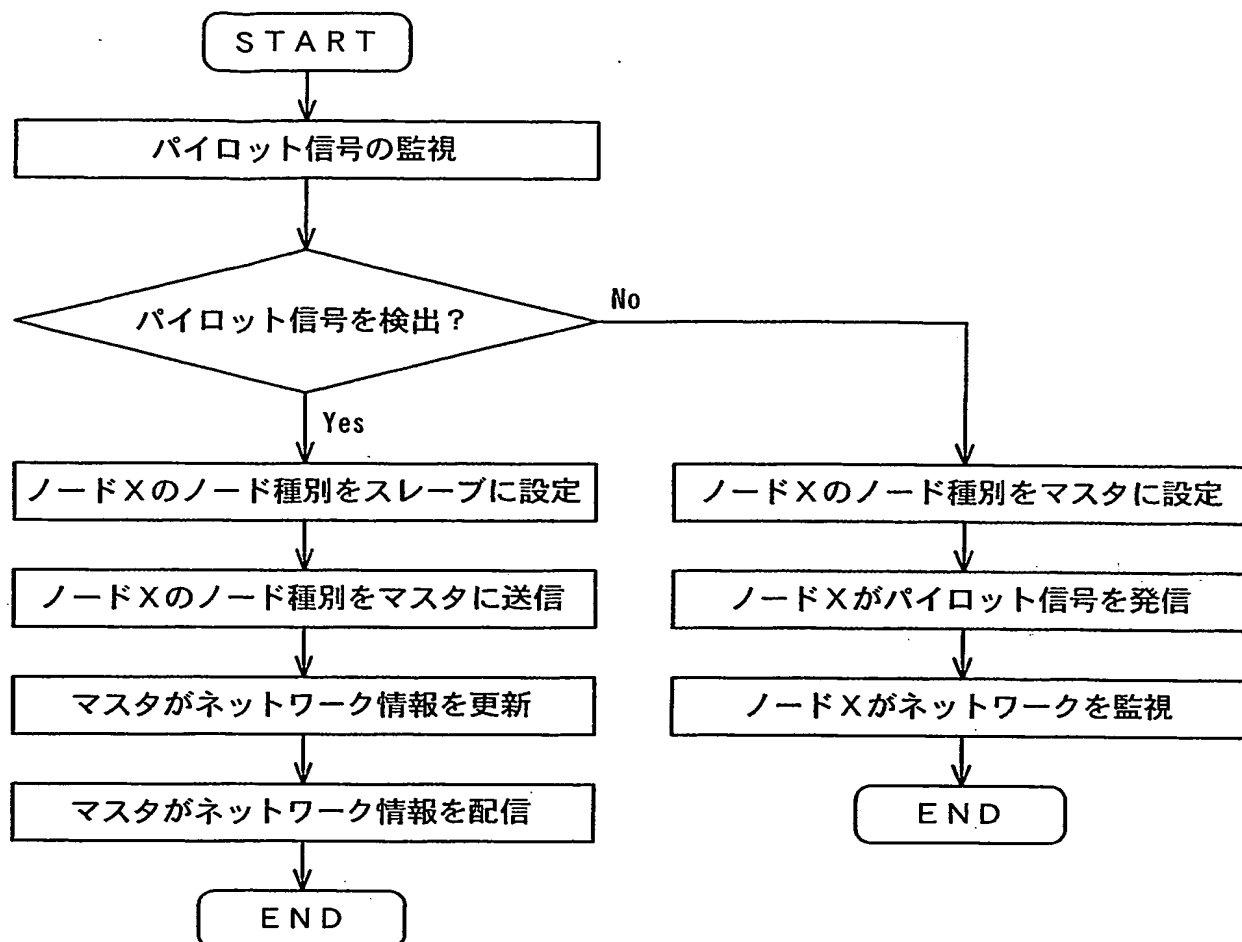 START
パイロット信号の監視
パイロット信号を検出？
No
Yes
ノードXのノード種別をスレーブに設定
ノードXのノード種別をマスタに送信
マスタがネットワーク情報を更新
マスタがネットワーク情報を配信
END
ノードXのノード種別をマスタに設定
ノードXがパイロット信号を発信
ノードXがネットワークを監視
END